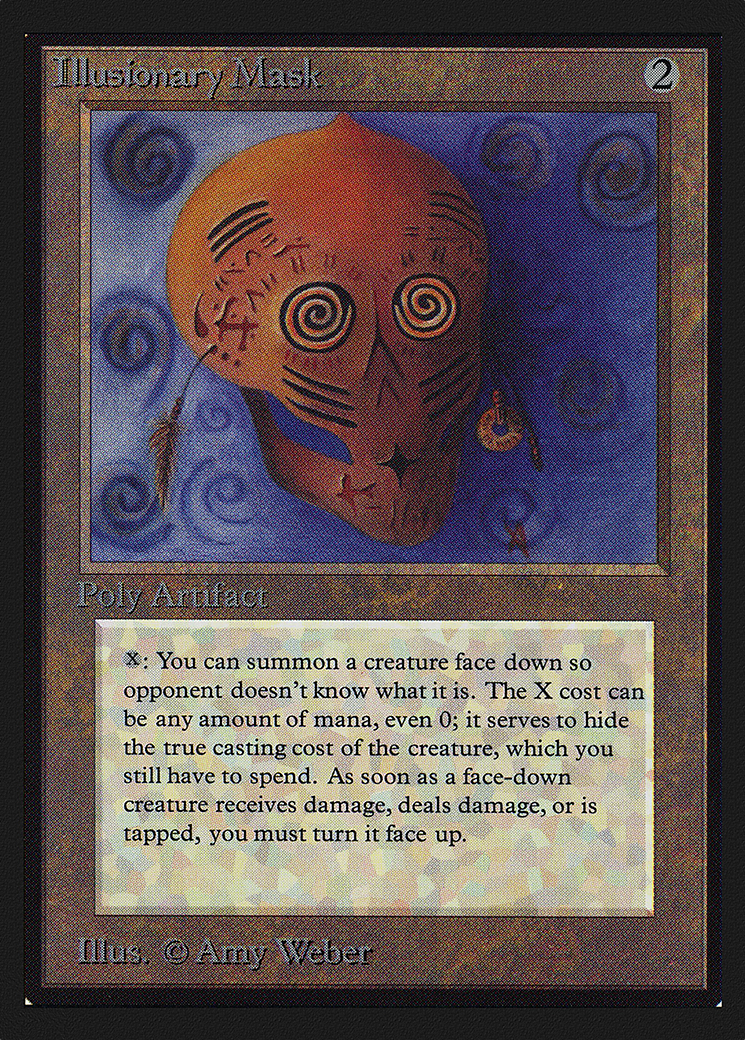 Illusionary Mask
2
Poly Artifact
X: You can summon a creature face down so
opponent doesn't know what it is. The X cost can
be any amount of mana, even 0; it serves to hide
the true casting cost of the creature, which you
still have to spend. As soon as a face-down
creature receives damage, deals damage, or is
tapped, you must turn it face up.
Illus. © Amy Weber